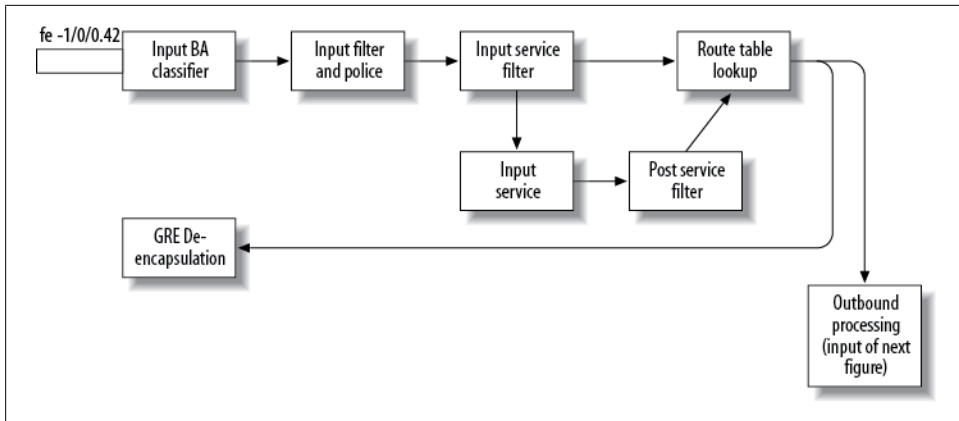 fe -1/0/0.42
Input BA
classifier
Input filter
and police
Input service
filter
Route table
lookup
Input
service
Post service
filter
GRE De-
encapsulation
Outbound
processing
(input of next
figure)